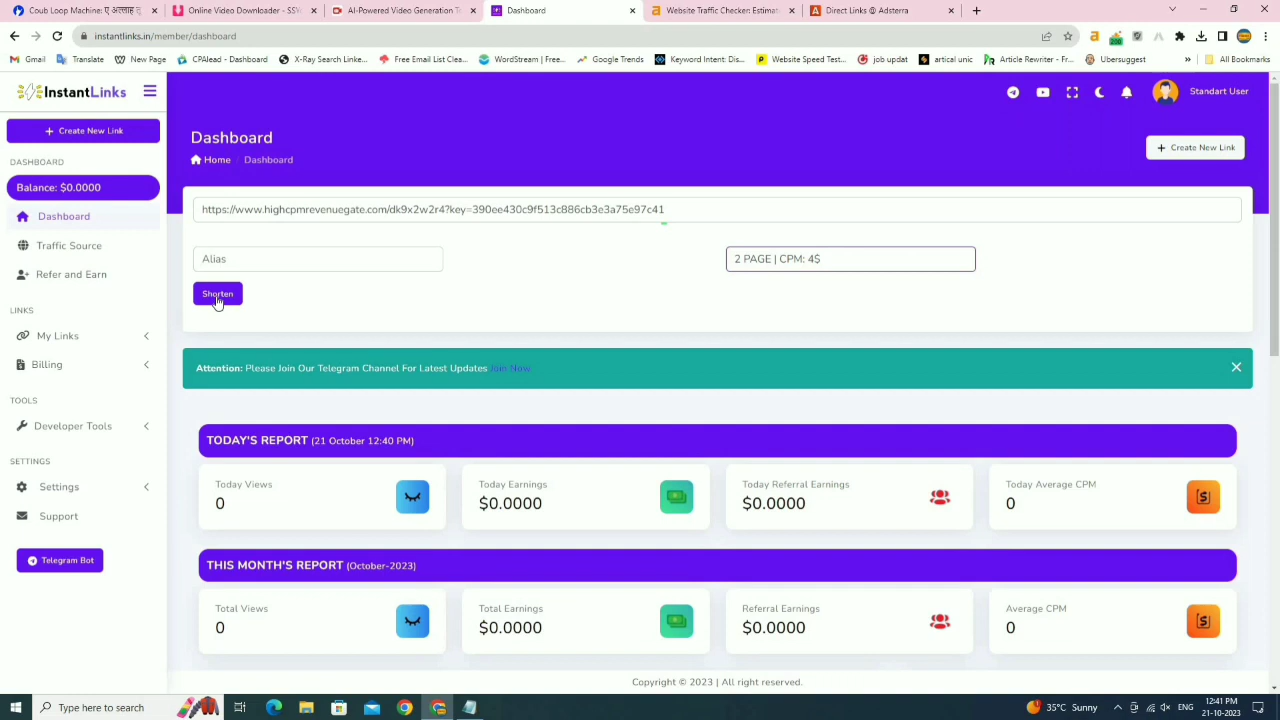 Coub Loop Machine: ए अलास्का ए
Online Video Downloader - SSY
AI-Powered Video Generation T
Dashboard
Website Traffic Checker: Estimate
Direct Links @ Adsterra
instantlinks.in/member/dashboard
200
Gmail
Translate
New Page
CPAlead - Dashboard
X-Ray Search Linke...
Free Email List Clea...
WordStream | Free...
Google Trends
Keyword Intent: Dis...
Website Speed Test...
job updat
artical unic
Article Rewriter - Fr...
Ubersuggest
»
All Bookmarks
InstantLinks
Standart User
+ Create New Link
Dashboard
Home / Dashboard
+ Create New Link
DASHBOARD
Balance: $0.0000
Dashboard
Traffic Source
Refer and Earn
LINKS
My Links
Billing
TOOLS
Developer Tools
SETTINGS
Settings
Support
Telegram Bot
https://www.highcpmrevenuegate.com/dk9x2w2r4?key=390ee430c9f513c886cb3e3a75e97c41
Alias
2 PAGE | CPM: 4$
Shorten
Attention: Please Join Our Telegram Channel For Latest Updates Join Now
TODAY'S REPORT (21 October 12:40 PM)
Today Views
0
Today Earnings
$0.0000
Today Referral Earnings
$0.0000
Today Average CPM
0
THIS MONTH'S REPORT (October-2023)
Total Views
0
Total Earnings
$0.0000
Referral Earnings
$0.0000
Average CPM
0
Copyright © 2023 | All right reserved.
Type here to search
35°C Sunny
ENG
12:41 PM
21-10-2023